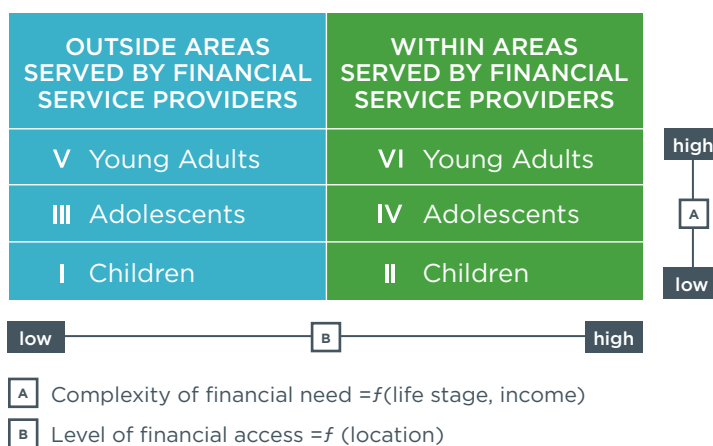 OUTSIDE AREAS
SERVED BY FINANCIAL
SERVICE PROVIDERS
WITHIN AREAS
SERVED BY FINANCIAL
SERVICE PROVIDERS
V Young Adults
VI Young Adults
high
III Adolescents
IV Adolescents
A
I Children
II Children
low
low
B
high
A Complexity of financial need =ƒ(life stage, income)
B Level of financial access =ƒ (location)